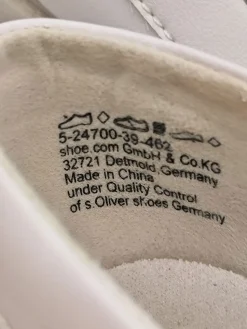 5-24700-39-462
shoe.com GmbH & Co.KG
32721 Detmold,Germany
Made in China
under Quality Control
of s.Oliver shoes Germany